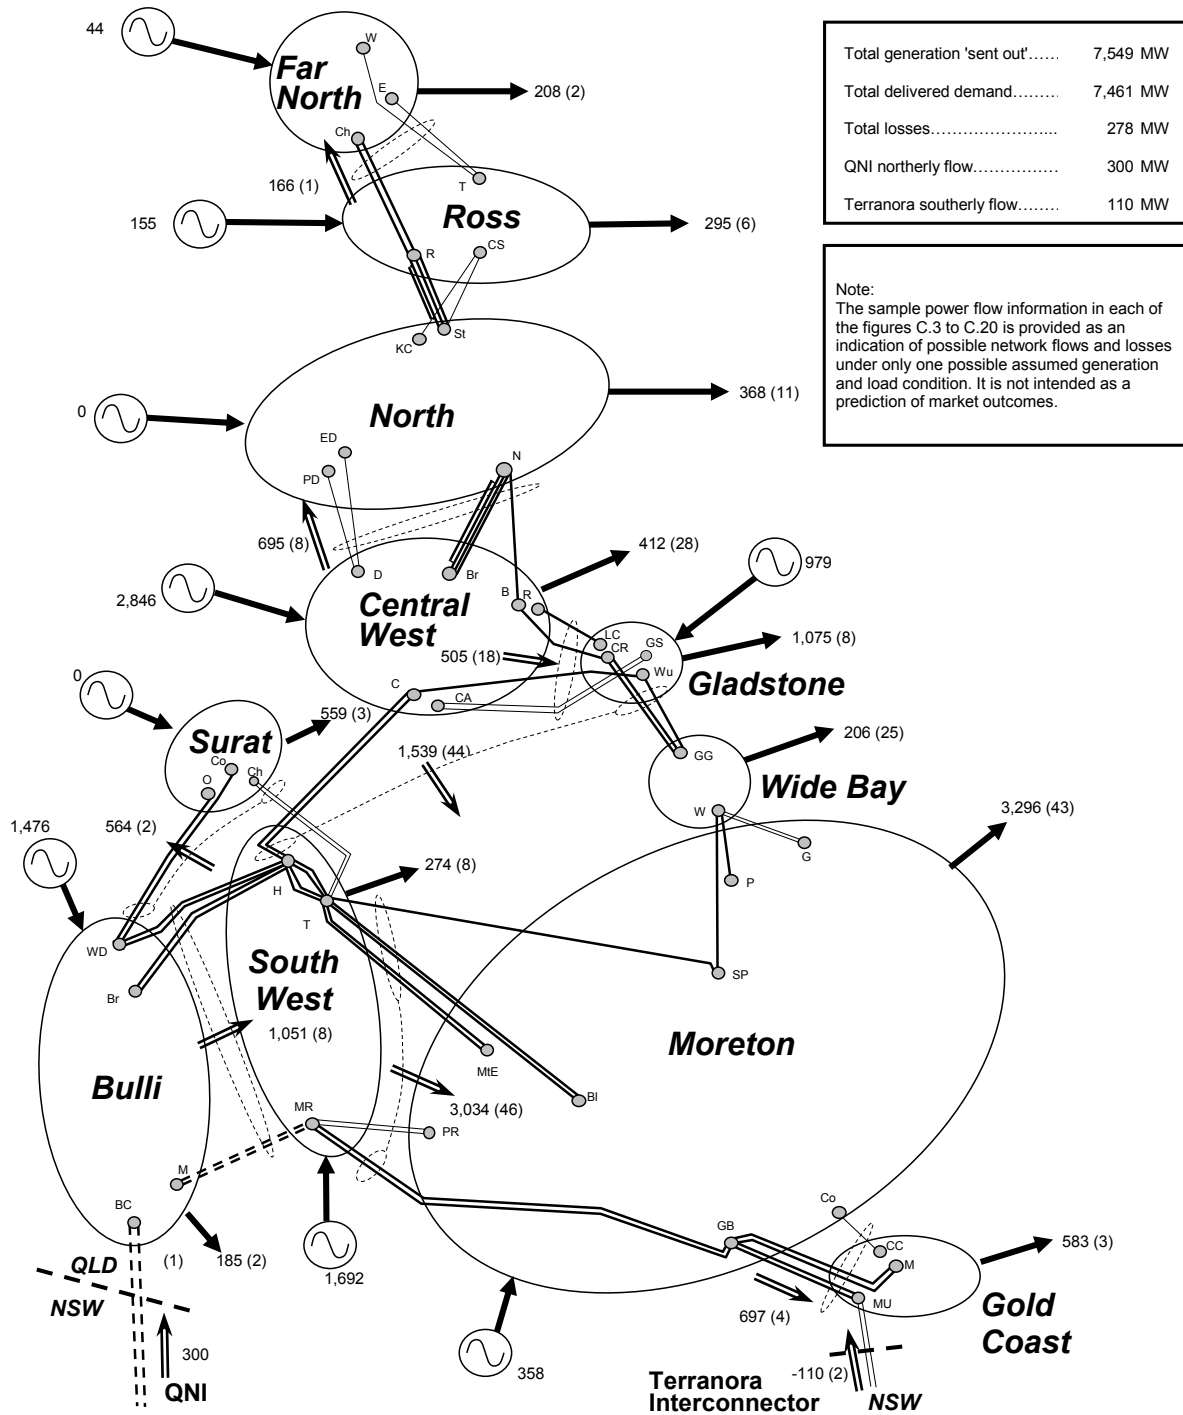 44
W
Far
North
E
208 (2)
Ch
166 (1)
T
155
Ross
295 (6)
R
CS
St
KC
0
North
368 (11)
ED
PD
N
695 (8)
412 (28)
979
D
Br
2,846
Central
West
B
R
LC
CR
GS
1,075 (8)
505 (18)
Wu
Gladstone
C
CA
0
559 (3)
Surat
Co
Ch
O
1,539 (44)
GG
206 (25)
Wide Bay
W
3,296 (43)
G
P
1,476
564 (2)
274 (8)
H
T
WD
Br
South
West
1,051 (8)
SP
Moreton
MtE
Bulli
Bl
3,034 (46)
MR
PR
M
BC
(1)
185 (2)
QLD
NSW
1,692
300
QNI
358
Co
GB
CC
M
583 (3)
MU
697 (4)
Gold
Coast
-110 (2)
Terranora
Interconnector
NSW
Total generation 'sent out'...... 7,549 MW
Total delivered demand......... 7,461 MW
Total losses........................ 278 MW
QNI northerly flow................ 300 MW
Terranora southerly flow....... 110 MW
Note:
The sample power flow information in each of
the figures C.3 to C.20 is provided as an
indication of possible network flows and losses
under only one possible assumed generation
and load condition. It is not intended as a
prediction of market outcomes.